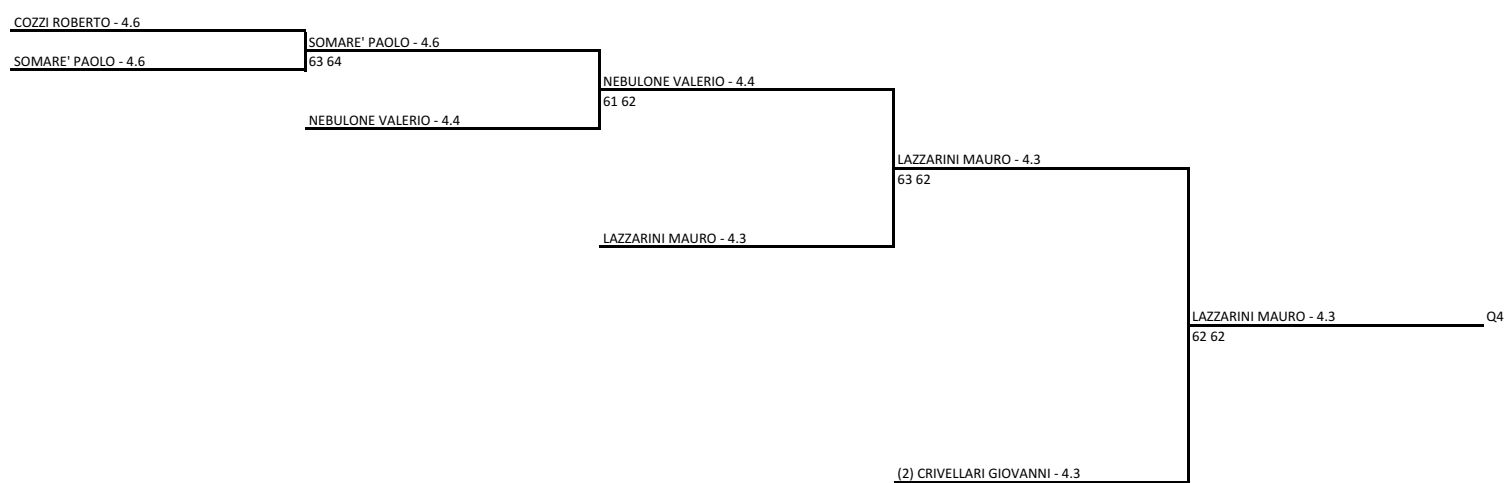 COZZI ROBERTO - 4.6
SOMARE' PAOLO - 4.6
SOMARE' PAOLO - 4.6
63 64
NEBULONE VALERIO - 4.4
NEBULONE VALERIO - 4.4
61 62
LAZZARINI MAURO - 4.3
LAZZARINI MAURO - 4.3
63 62
(2) CRIVELLARI GIOVANNI - 4.3
LAZZARINI MAURO - 4.3
62 62
Q4